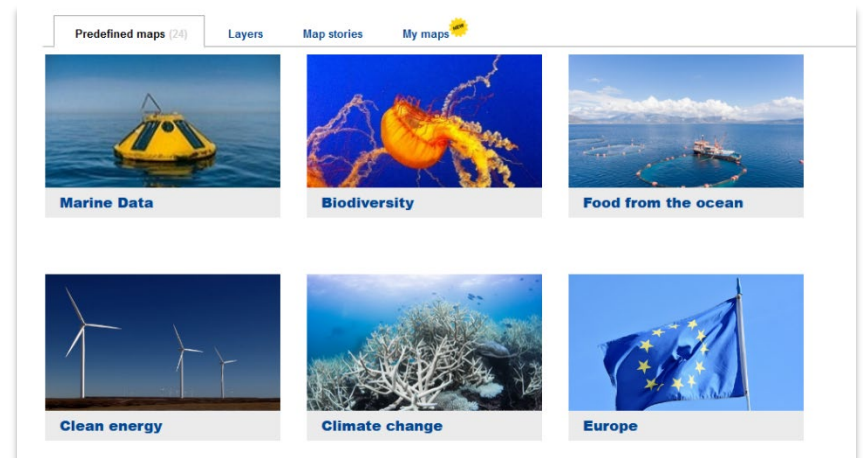 Predefined maps (24) Layers Map stories My maps NEW
Marine Data Biodiversity Food from the ocean
Clean energy Climate change Europe